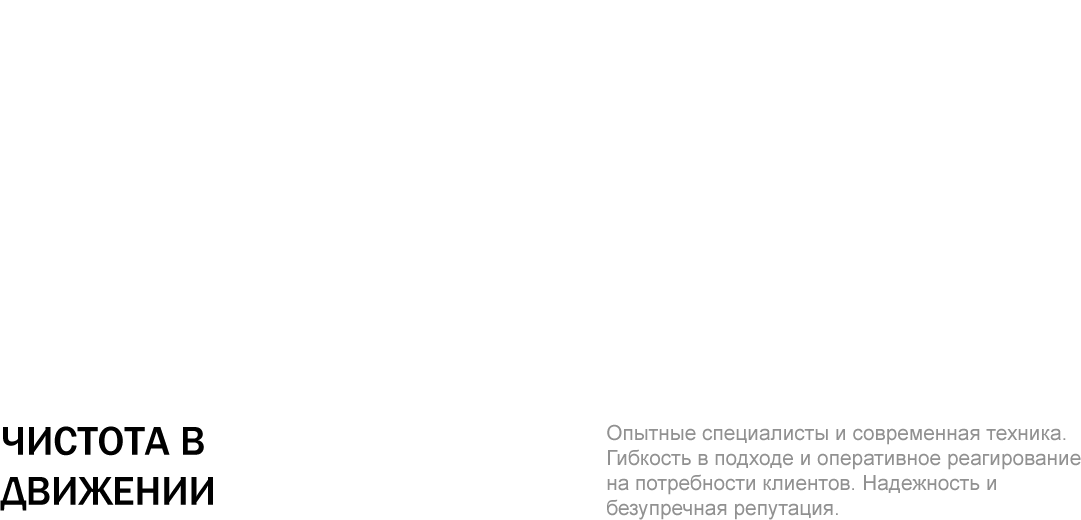 ЧИСТОТА В
ДВИЖЕНИИ
Опытные специалисты и современная техника.
Гибкость в подходе и оперативное реагирование
на потребности клиентов. Надежность и
безупречная репутация.